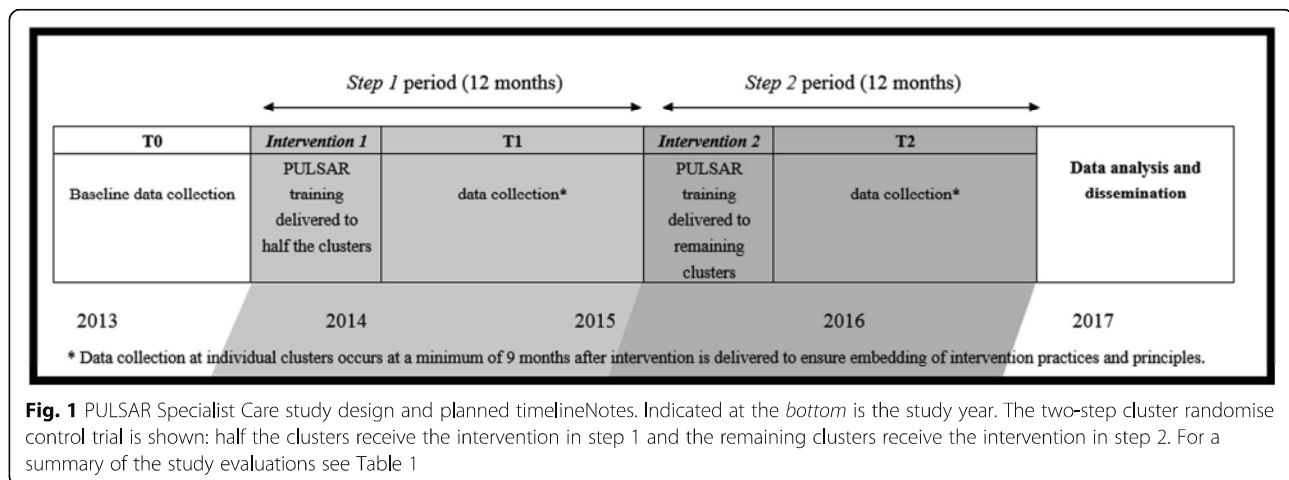 Step 1 period (12 months) Step 2 period (12 months)
T0 Intervention 1 T1 Intervention 2 T2
Baseline data collection
PULSAR
training
delivered to
half the clusters
data collection*
PULSAR
training
delivered to
remaining
clusters
data collection*
Data analysis and
dissemination
2013 2014 2015 2016 2017
* Data collection at individual clusters occurs at a minimum of 9 months after intervention is delivered to ensure embedding of intervention practices and principles.
Fig. 1 PULSAR Specialist Care study design and planned timelineNotes. Indicated at the bottom is the study year. The two-step cluster randomise
control trial is shown: half the clusters receive the intervention in step 1 and the remaining clusters receive the intervention in step 2. For a
summary of the study evaluations see Table 1